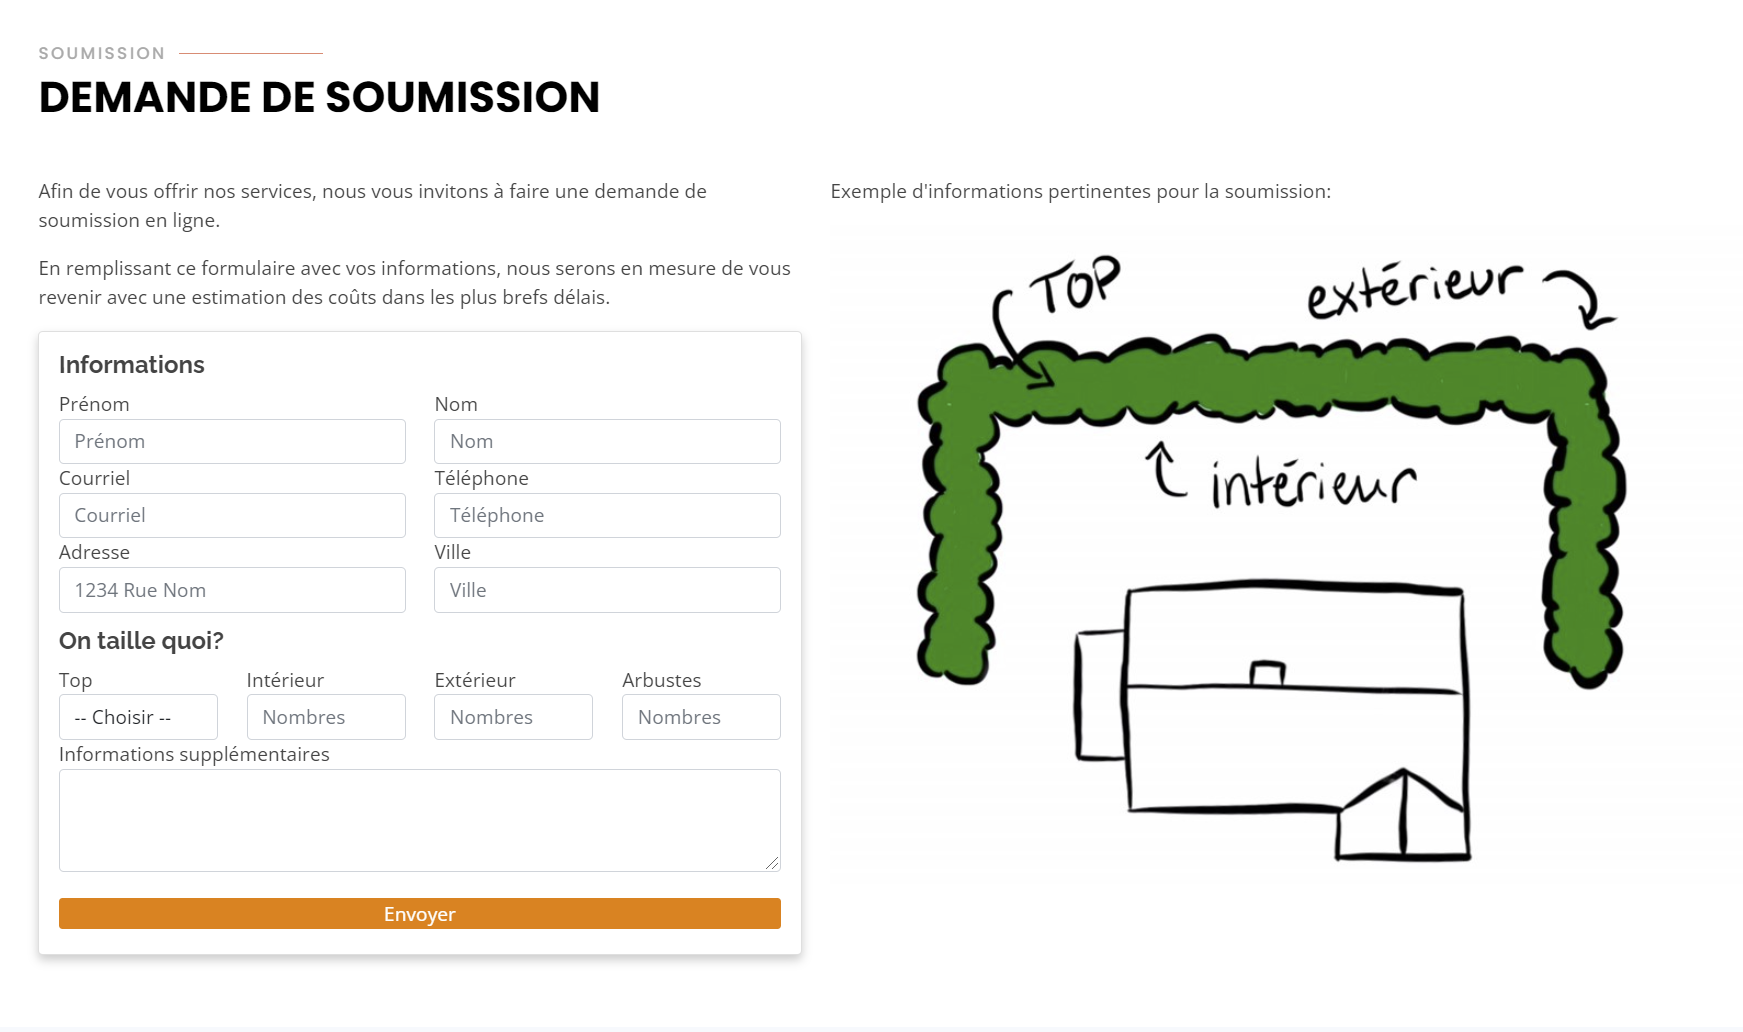 SOUMISSION
DEMANDE DE SOUMISSION
Afin de vous offrir nos services, nous vous invitons à faire une demande de
soumission en ligne.
En remplissant ce formulaire avec vos informations, nous serons en mesure de vous
revenir avec une estimation des coûts dans les plus brefs délais.
Informations
Prénom Nom
Prénom Nom
Courriel Téléphone
Courriel Téléphone
Adresse Ville
1234 Rue Nom Ville
On taille quoi?
Top Intérieur Extérieur Arbustes
-- Choisir -- Nombres Nombres Nombres
Informations supplémentaires
Envoyer
Exemple d'informations pertinentes pour la soumission:
TOP
extérieur
intérieur